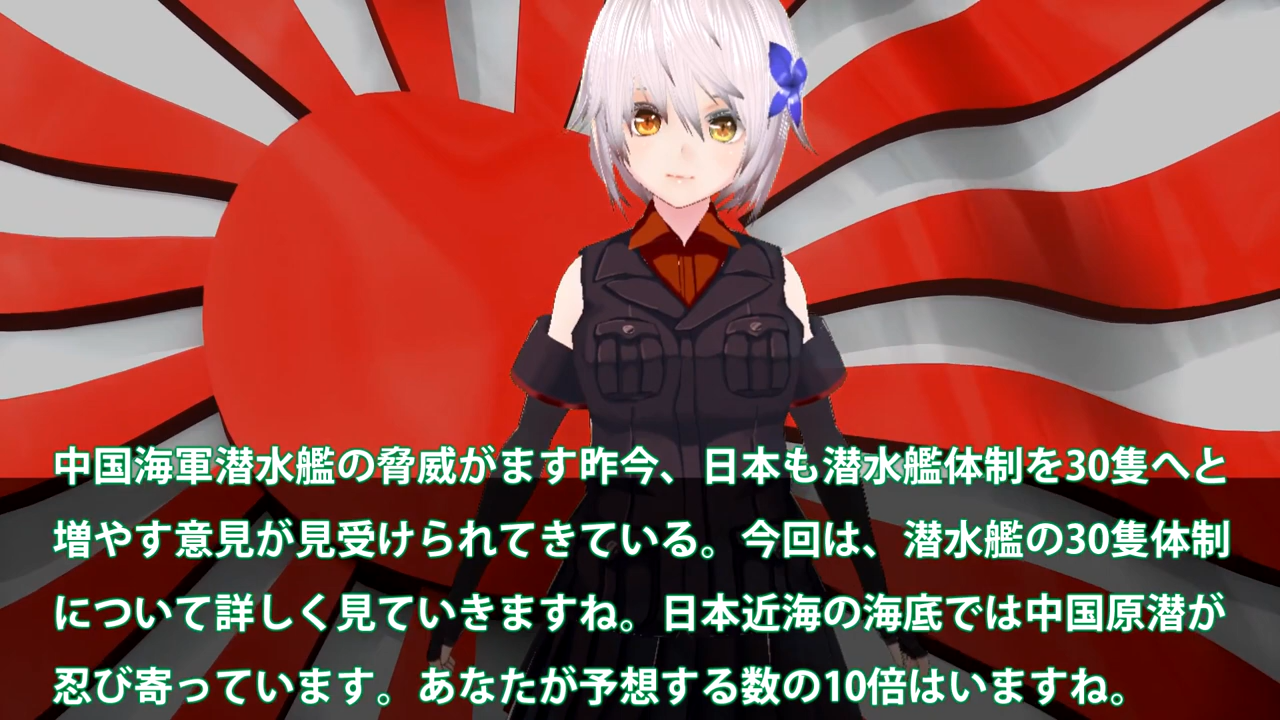 中国海軍潜水艦の脅威がます昨今、日本も潜水艦体制を30隻へと
増やす意見が見受けられてきている。今回は、潜水艦の30隻体制
について詳しく見ていきますね。日本近海の海底では中国原潜が
忍び寄っています。あなたが予想する数の10倍はいますね。